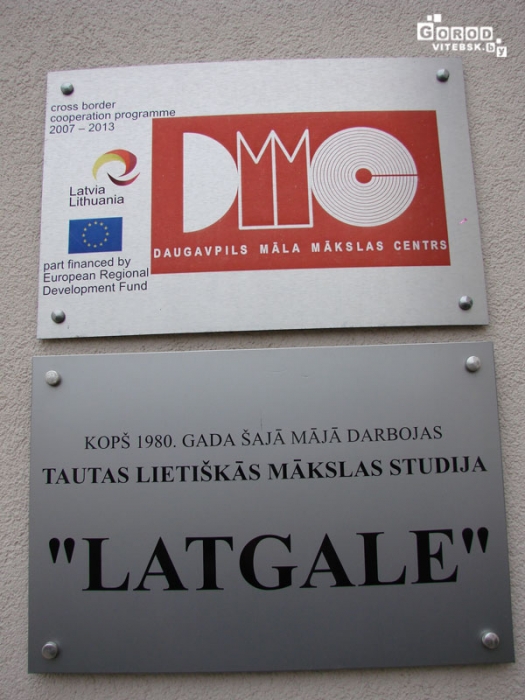 GOROD
VITEBSK.by
cross border
cooperation programme
2007 – 2013
Latvia
Lithuania
part financed by
European Regional
Development Fund
DMMC
DAUGAVPILS MĀLA MĀKSLAS CENTRS
KOPŠ 1980. GADA ŠAJĀ MĀJĀ DARBOJAS
TAUTAS LIETIŠKĀS MĀKSLAS STUDIJA
"LATGALE"